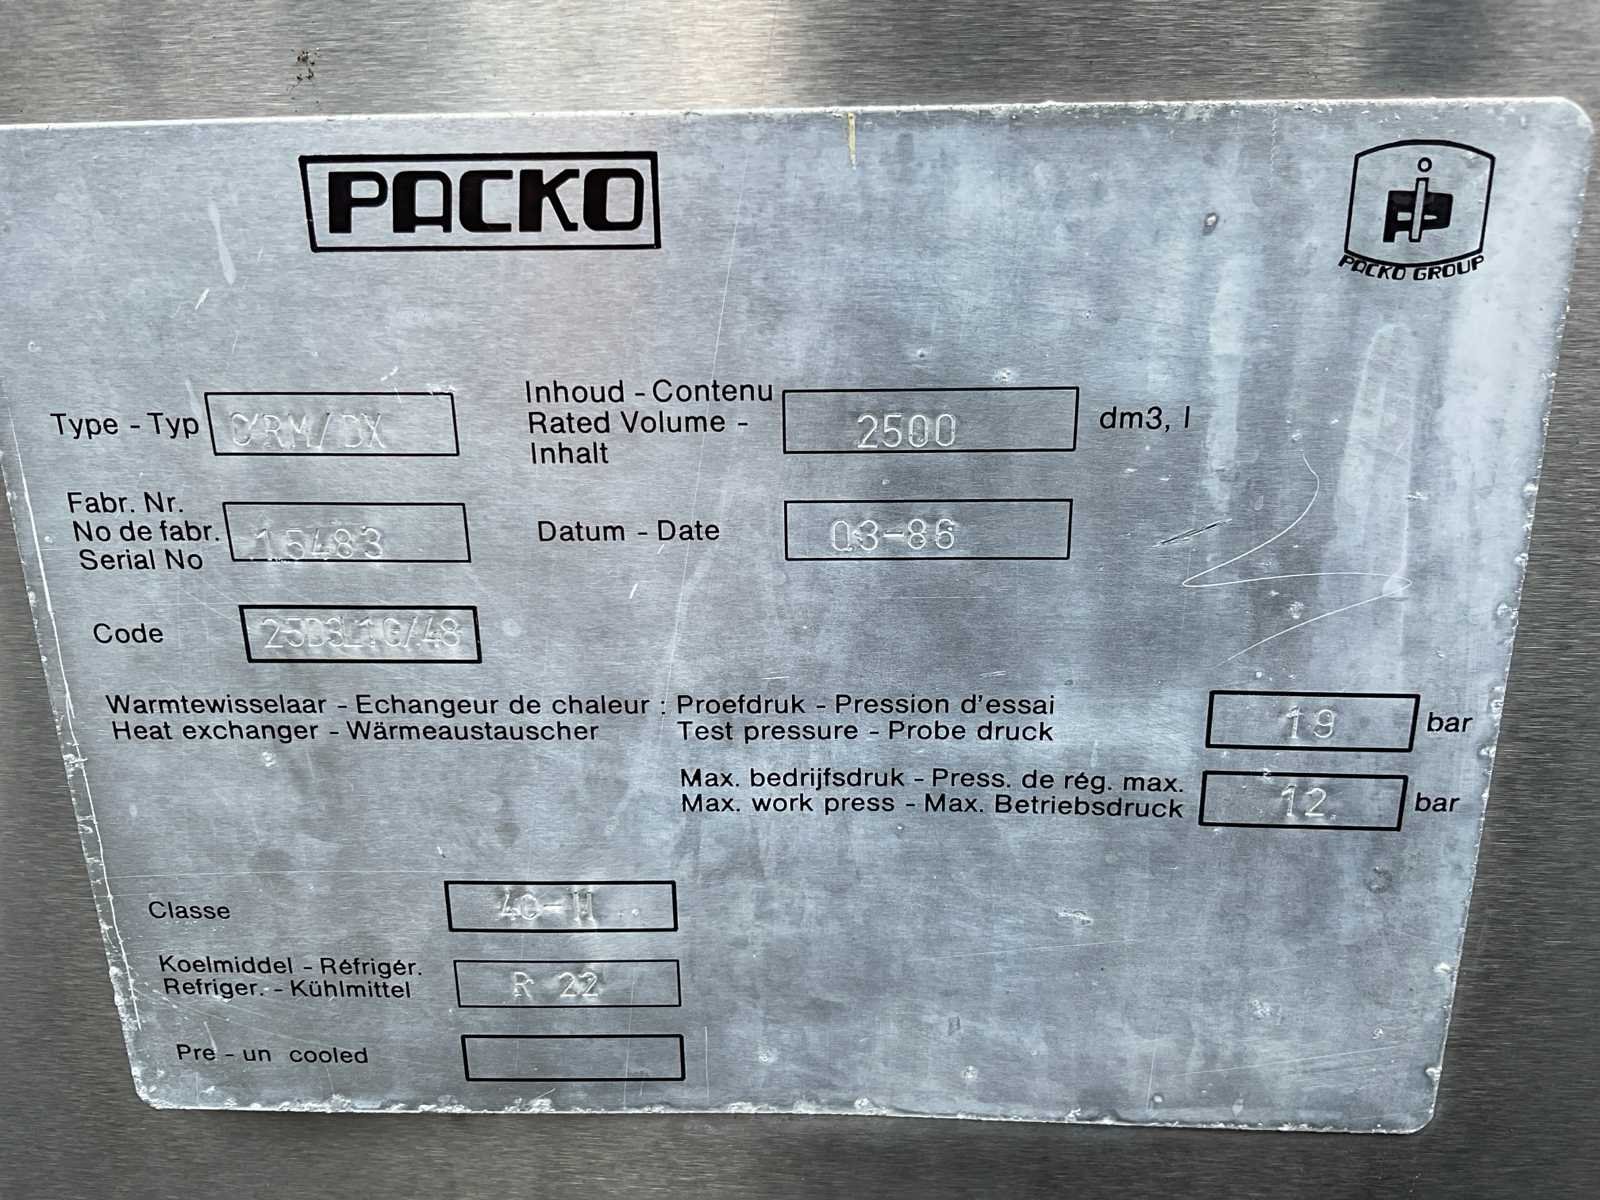 PACKO
PACKO GROUP
Type - Typ /DX
Inhoud - Contenu
Rated Volume -
Inhalt
2500 dm3, l
Fabr. Nr.
No de fabr.
Serial No
15483
Datum - Date 03-86
Code
Warmtewisselaar - Echangeur de chaleur : Proefdruk - Pression d'essai
Heat exchanger - Wärmeaustauscher Test pressure - Probe druck
19 bar
Max. bedrijfsdruk - Press. de rég. max.
Max. work press - Max. Betriebsdruck
12 bar
Classe 40-II
Koelmiddel - Réfrigér.
Refriger. - Kühlmittel
R 22
Pre - un cooled